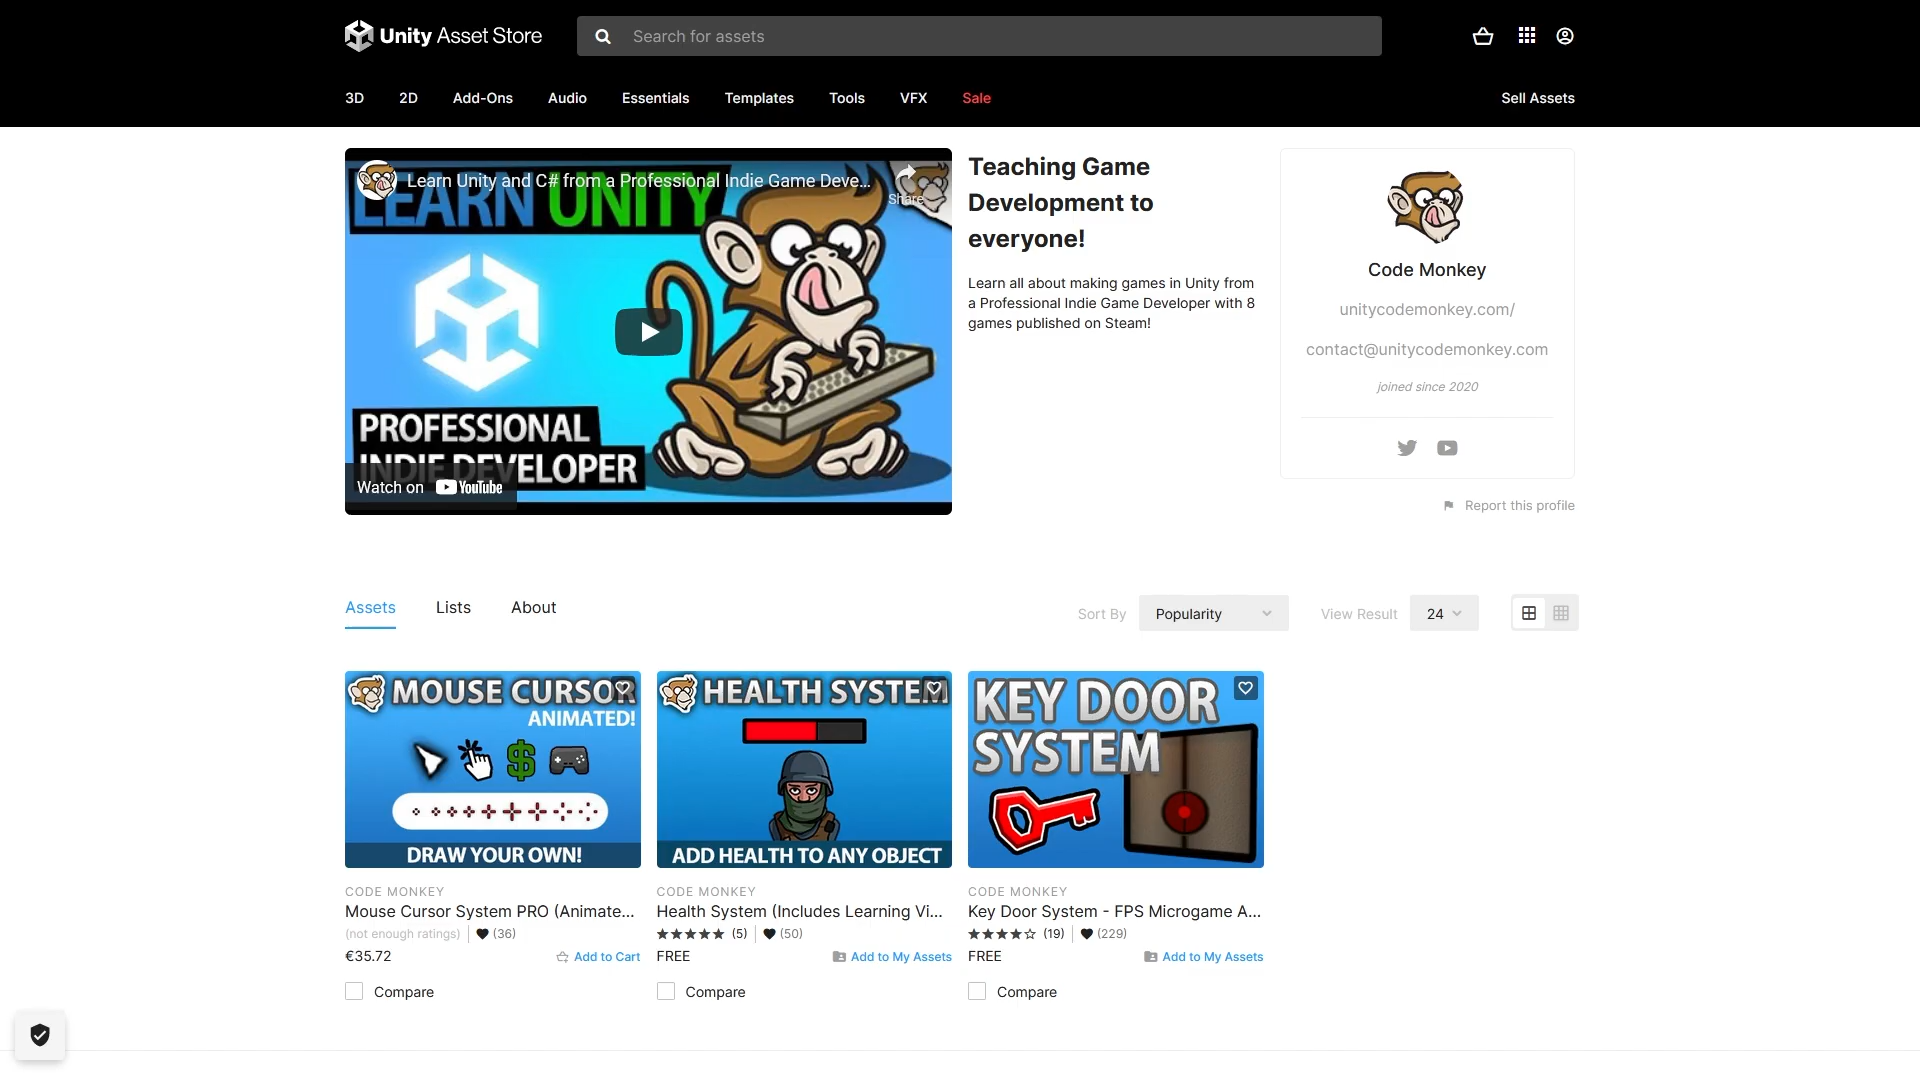 Unity Asset Store
Search for assets
3D
2D
Add-Ons
Audio
Essentials
Templates
Tools
VFX
Sale
Sell Assets
Learn Unity and C# from a Professional Indie Game Deve...
Share
LEARN UNITY
PROFESSIONAL
INDIE DEVELOPER
Watch on YouTube
Teaching Game
Development to
everyone!
Learn all about making games in Unity from
a Professional Indie Game Developer with 8
games published on Steam!
Code Monkey
unitycodemonkey.com/
contact@unitycodemonkey.com
joined since 2020
Report this profile
Assets
Lists
About
Sort By
Popularity
View Result
24
MOUSE CURSOR
ANIMATED!
DRAW YOUR OWN!
CODE MONKEY
Mouse Cursor System PRO (Animate...
(not enough ratings)
(36)
€35.72
Add to Cart
Compare
HEALTH SYSTEM
ADD HEALTH TO ANY OBJECT
CODE MONKEY
Health System (Includes Learning Vi...
(5)
(50)
FREE
Add to My Assets
Compare
KEY DOOR
SYSTEM
CODE MONKEY
Key Door System - FPS Microgame A...
(19)
(229)
FREE
Add to My Assets
Compare